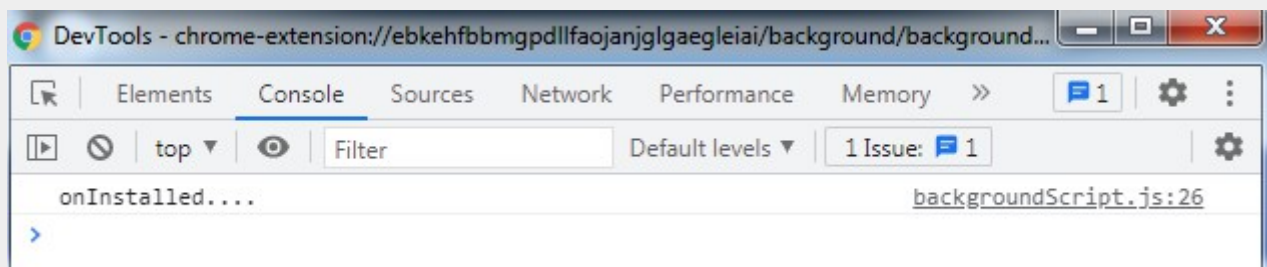 DevTools - chrome-extension://ebkehfbbmgpdllfaojanjglgaegleiai/background/background...
Elements Console Sources Network Performance Memory » 1
top ▼ Filter Default levels ▼ 1 Issue: 1
onInstalled.... backgroundScript.js:26
>